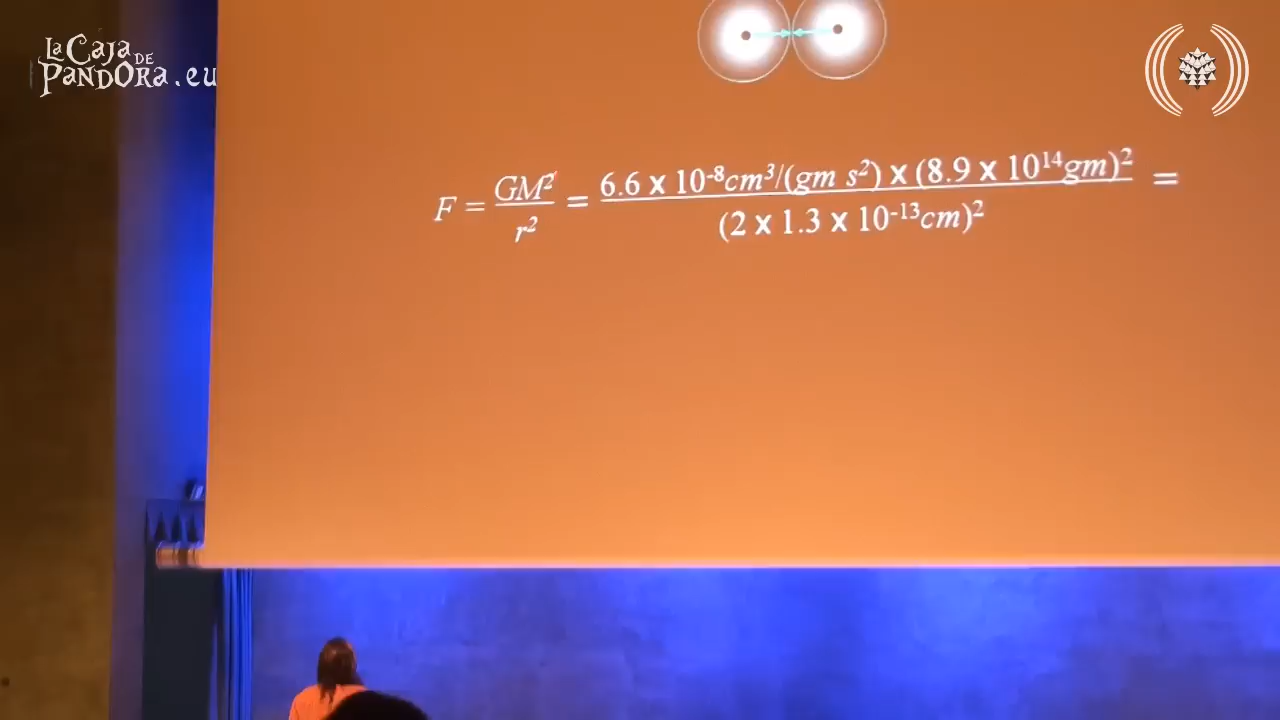 La Caja
DE
PandOra.eu
F = GM²/r² = 6.6 x 10⁻⁸cm³/(gm s²) x (8.9 x 10¹⁴gm)² / (2 x 1.3 x 10⁻¹³cm)² =